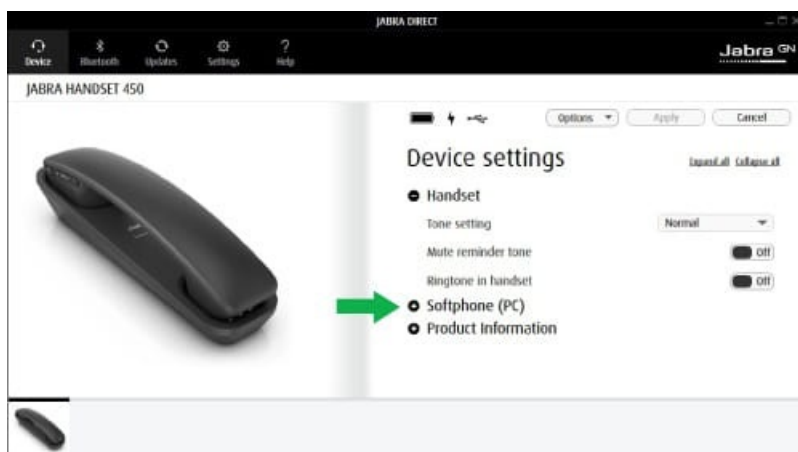 JABRA DIRECT
Device Bluetooth Updates Settings Help
Jabra GN
JABRA HANDSET 450
Options Apply Cancel
Device settings
Expand all Collapse all
Handset
Tone setting Normal
Mute reminder tone Off
Ringtone in handset Off
Softphone (PC)
Product Information